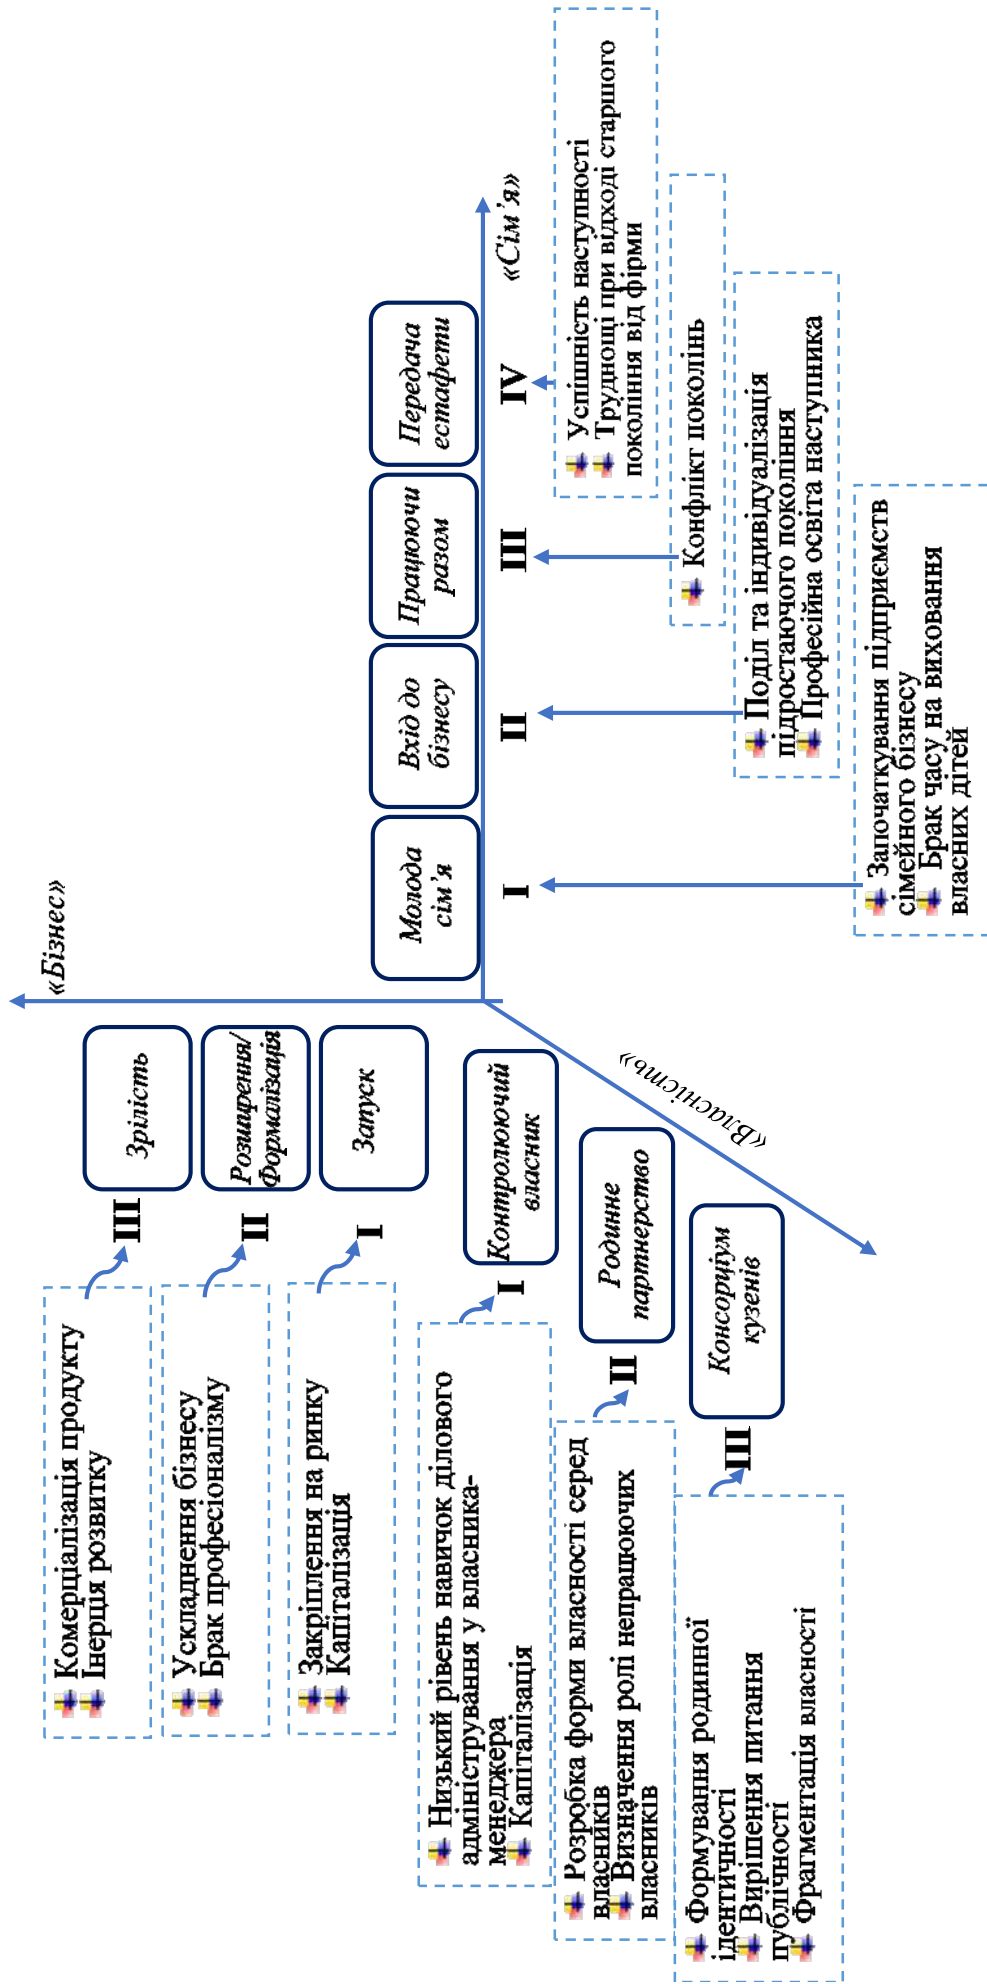 «Бізнес»
Комерціалізація продукту
Інерція розвитку
III
Зрілість
Ускладнення бізнесу
Брак професіоналізму
II
Розширення/
Формалізація
Закріплення на ринку
Капіталізація
I
Запуск
Молода
сім’я
Вхід до
бізнесу
Працюючи
разом
Передача
естафети
«Сім’я»
I
II
III
IV
Низький рівень навичок ділового
адміністрування у власника-
менеджера
Капіталізація
I
Контролюючий
власник
«Власність»
Розробка форми власності серед
власників
Визначення ролі непрацюючих
власників
II
Родинне
партнерство
Формування родинної
ідентичності
Вирішення питання
публічності
Фрагментація власності
III
Консорціум
кузенів
Успішність наступності
Труднощі при відході старшого
покоління від фірми
Конфлікт поколінь
Поділ та індивідуалізація
підростаючого покоління
Професійна освіта наступника
Започаткування підприємств
сімейного бізнесу
Брак часу на виховання
власних дітей